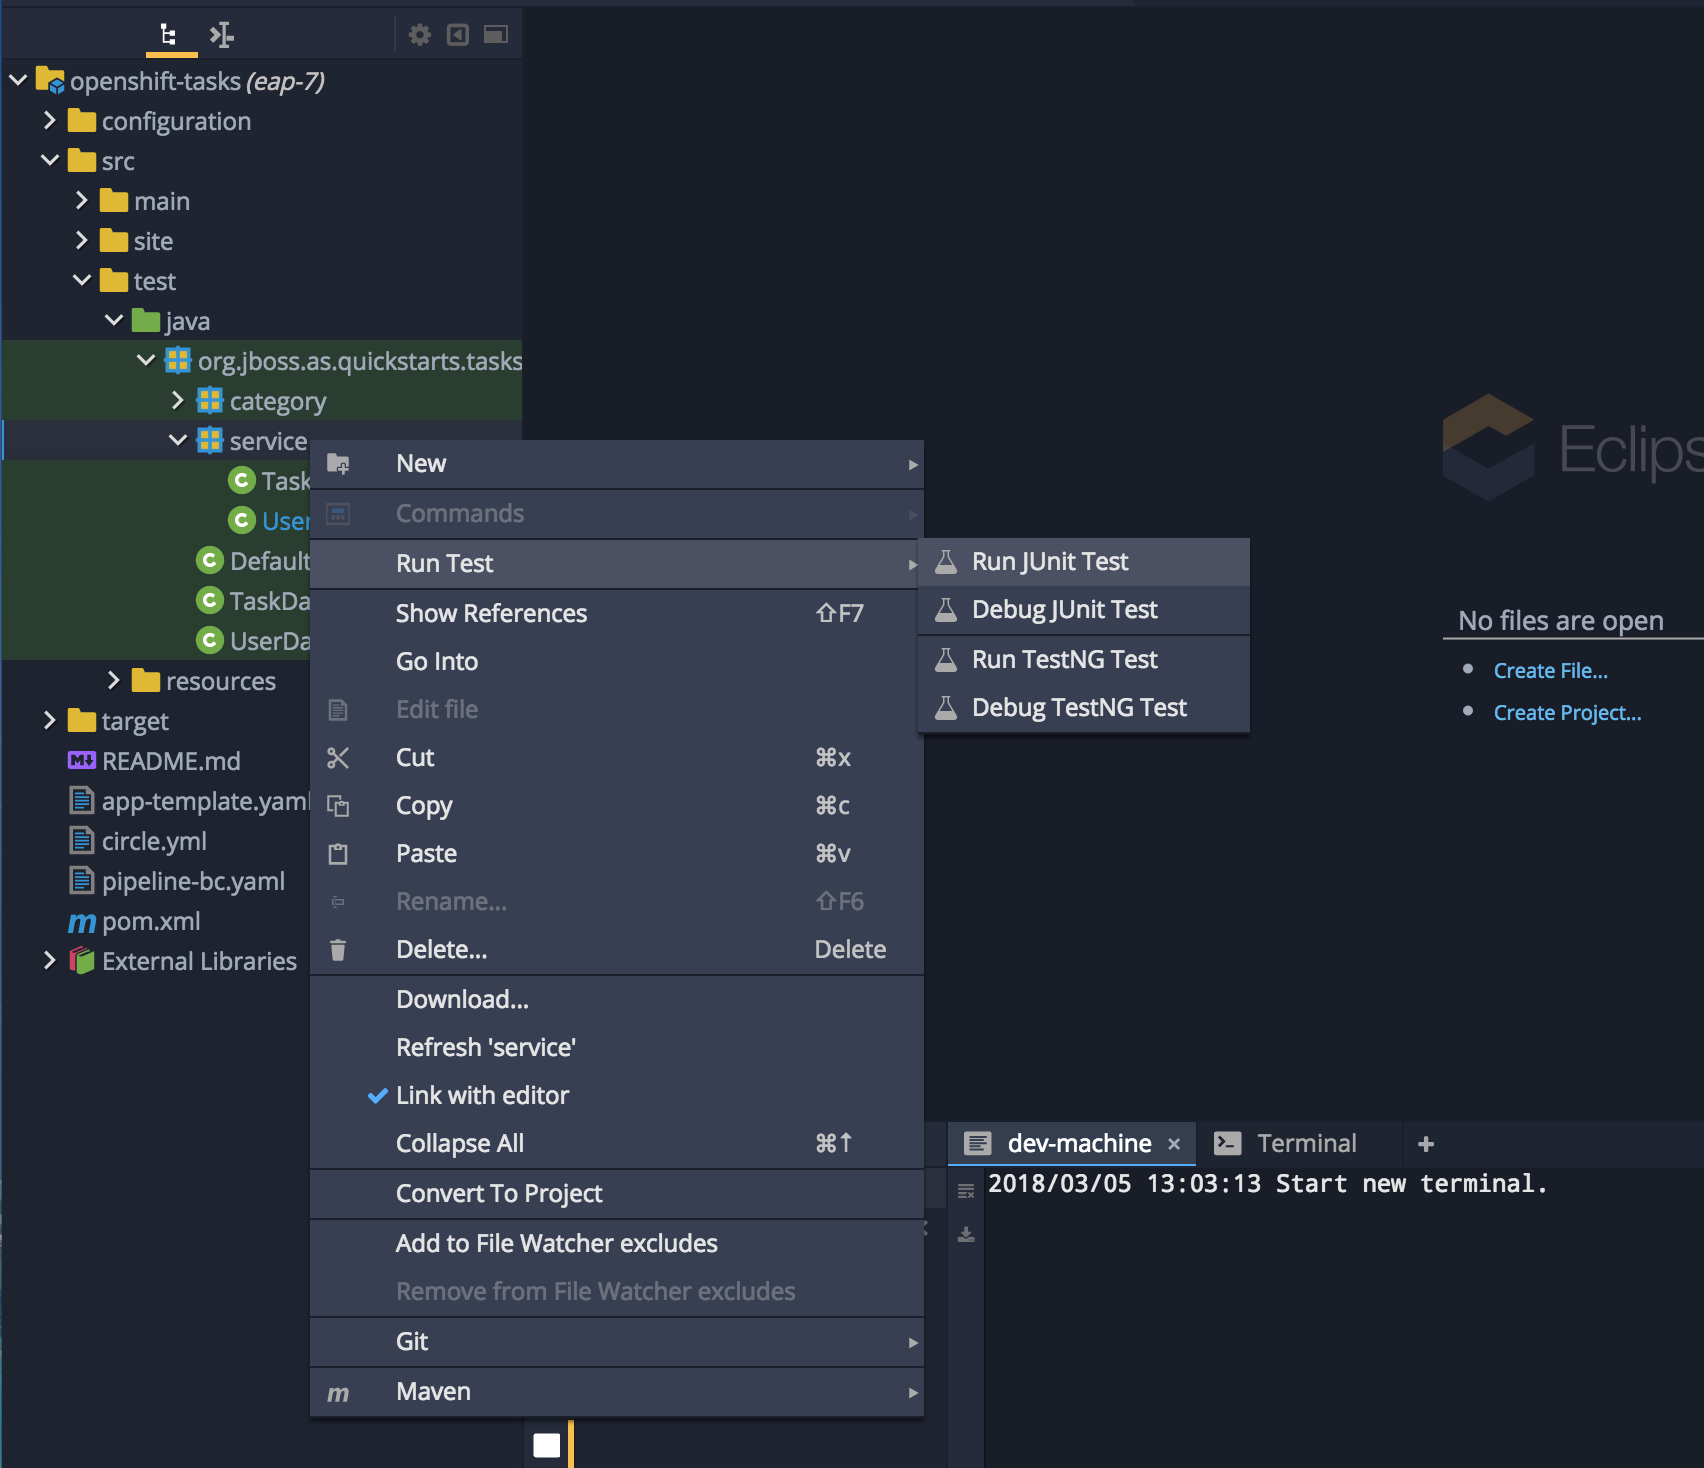 openshift-tasks (eap-7)
configuration
src
main
site
test
java
org.jboss.as.quickstarts.tasks
category
service
Task
User
Default
TaskDa
UserDa
resources
target
README.md
app-template.yaml
circle.yml
pipeline-bc.yaml
pom.xml
External Libraries
New
Commands
Run Test
Show References ⇧F7
Go Into
Edit file
Cut ⌘x
Copy ⌘c
Paste ⌘v
Rename... ⇧F6
Delete... Delete
Download...
Refresh 'service'
Link with editor
Collapse All ⌘↑
Convert To Project
Add to File Watcher excludes
Remove from File Watcher excludes
Git
m Maven
Run JUnit Test
Debug JUnit Test
Run TestNG Test
Debug TestNG Test
Eclips
No files are open
Create File...
Create Project...
dev-machine × Terminal +
2018/03/05 13:03:13 Start new terminal.